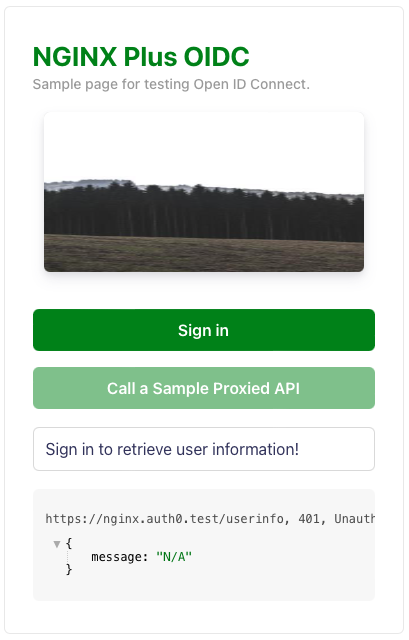 NGINX Plus OIDC
Sample page for testing Open ID Connect.
Sign in
Call a Sample Proxied API
Sign in to retrieve user information!
https://nginx.auth0.test/userinfo, 401, Unauth
{
message: "N/A"
}